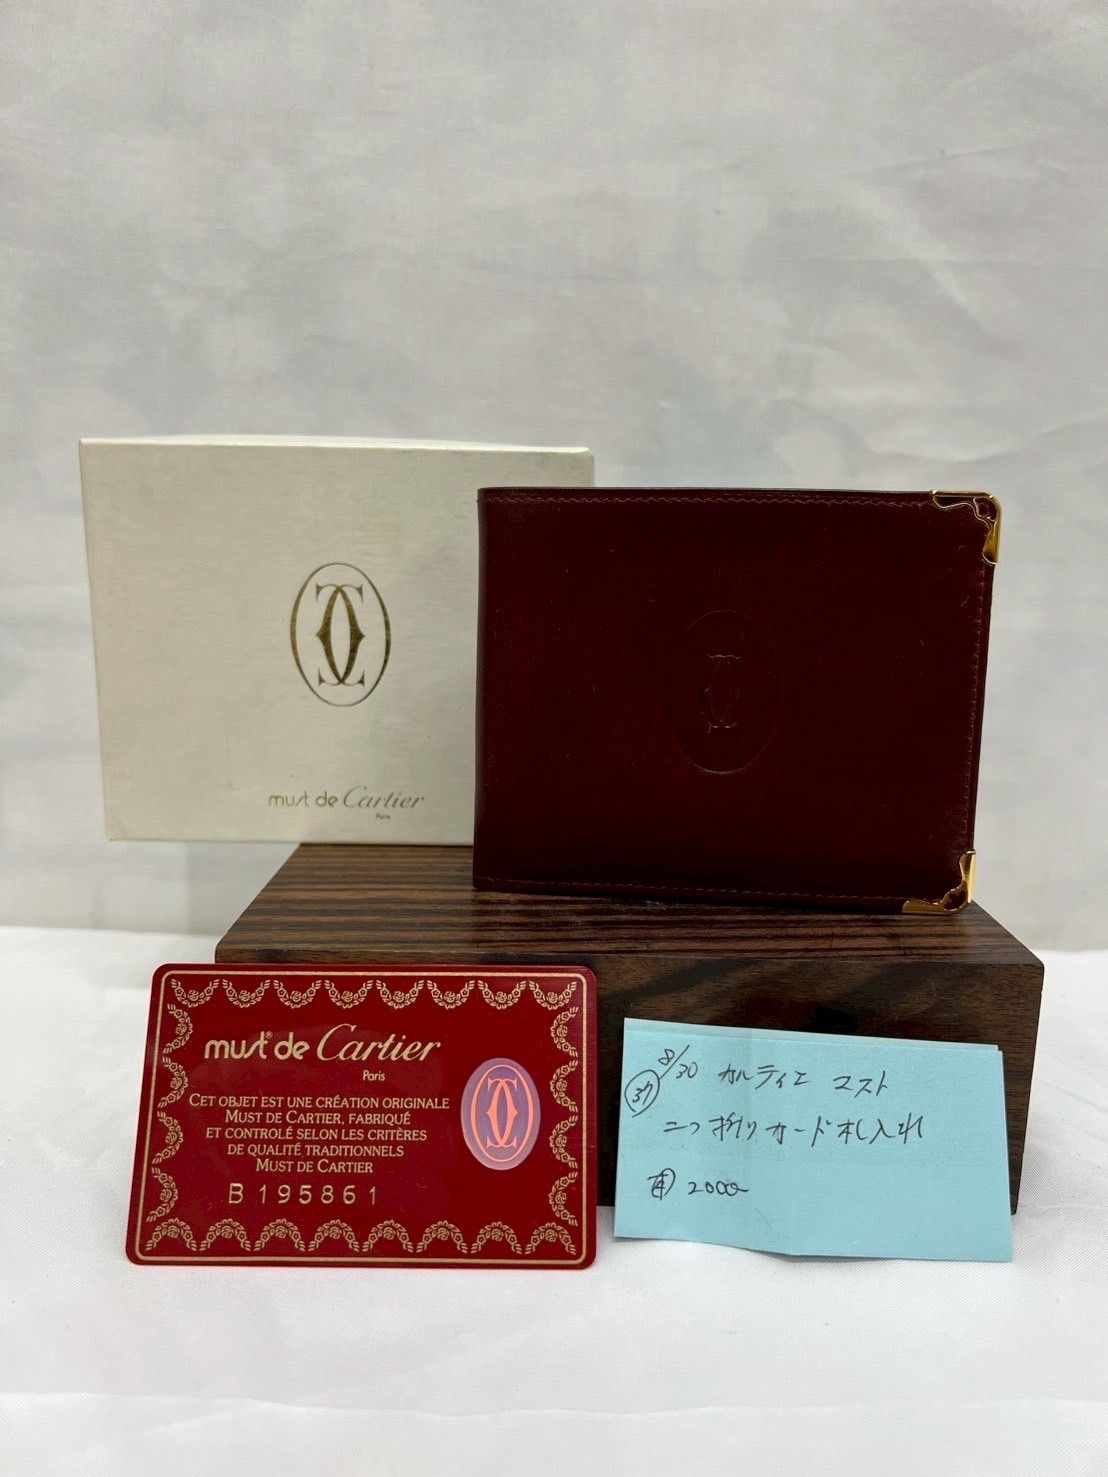 must de Cartier
Paris
must de Cartier
Paris
CET OBJET EST UNE CRÉATION ORIGINALE
MUST DE CARTIER, FABRIQUÉ
ET CONTROLÉ SELON LES CRITÈRES
DE QUALITÉ TRADITIONNELS
MUST DE CARTIER
B 195861
8/30 カルティエ マスト
37
二つ折り カード札入れ
2000